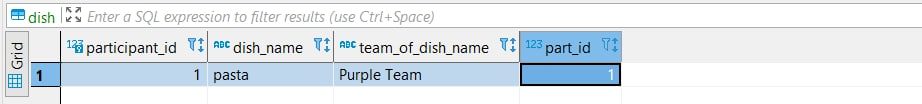 dish Enter a SQL expression to filter results (use Ctrl+Space)
Grid
123 participant_id ABC dish_name ABC team_of_dish_name 123 part_id
1 1 pasta Purple Team 1